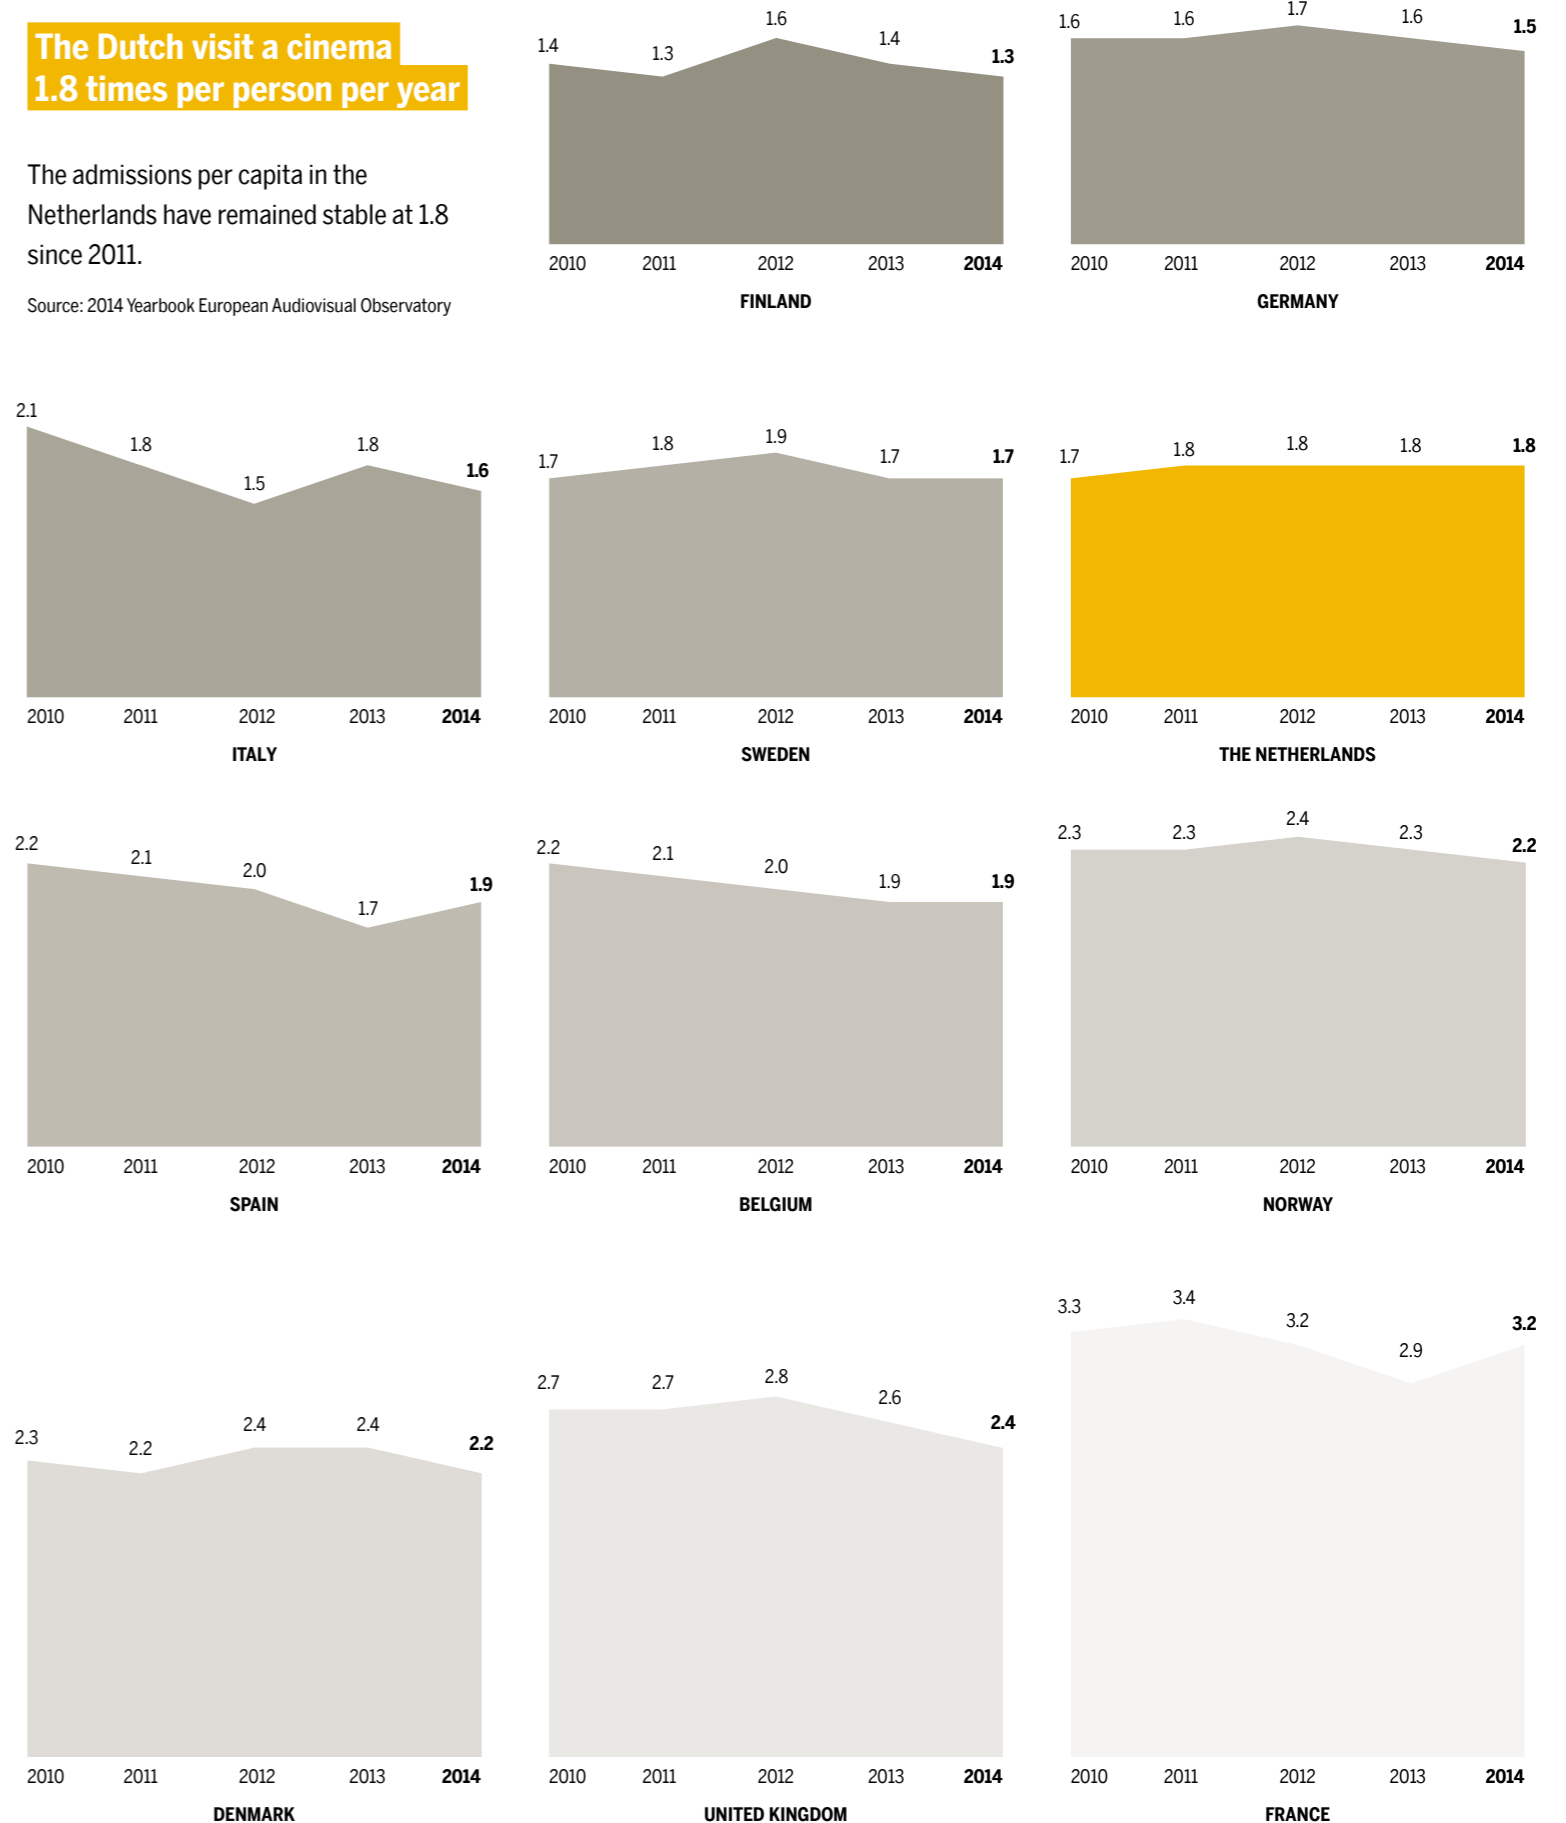 The Dutch visit a cinema
1.8 times per person per year
The admissions per capita in the
Netherlands have remained stable at 1.8
since 2011.
Source: 2014 Yearbook European Audiovisual Observatory
1.4 1.3 1.6 1.4 1.3
2010 2011 2012 2013 2014
FINLAND
1.6 1.6 1.7 1.6 1.5
2010 2011 2012 2013 2014
GERMANY
2.1 1.8 1.5 1.8 1.6
2010 2011 2012 2013 2014
ITALY
1.7 1.8 1.9 1.7 1.7
2010 2011 2012 2013 2014
SWEDEN
1.7 1.8 1.8 1.8 1.8
2010 2011 2012 2013 2014
THE NETHERLANDS
2.2 2.1 2.0 1.7 1.9
2010 2011 2012 2013 2014
SPAIN
2.2 2.1 2.0 1.9 1.9
2010 2011 2012 2013 2014
BELGIUM
2.3 2.3 2.4 2.3 2.2
2010 2011 2012 2013 2014
NORWAY
2.3 2.2 2.4 2.4 2.2
2010 2011 2012 2013 2014
DENMARK
2.7 2.7 2.8 2.6 2.4
2010 2011 2012 2013 2014
UNITED KINGDOM
3.3 3.4 3.2 2.9 3.2
2010 2011 2012 2013 2014
FRANCE